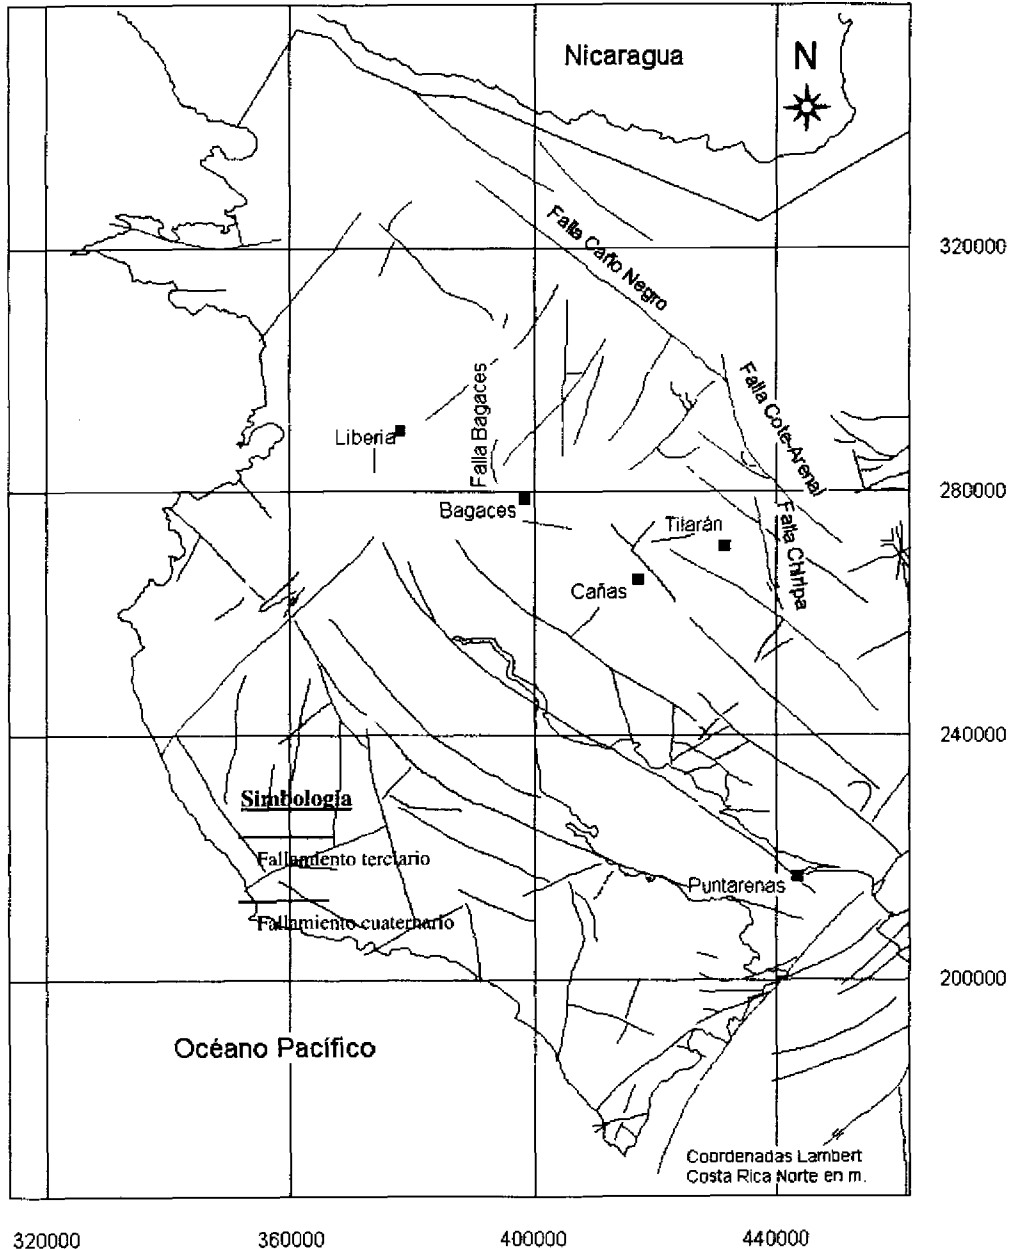 Nicaragua
N
Falla Caño Negro
320000
Falla Cote-Arenal
Falla Bagaces
Liberia
280000
Bagaces
Tilarán
Falla Chiripa
Cañas
240000
Simbología
Fallamiento terciario
Puntarenas
Fallamiento cuaternario
200000
Océano Pacífico
Coordenadas Lambert
Costa Rica Norte en m.
320000 360000 400000 440000